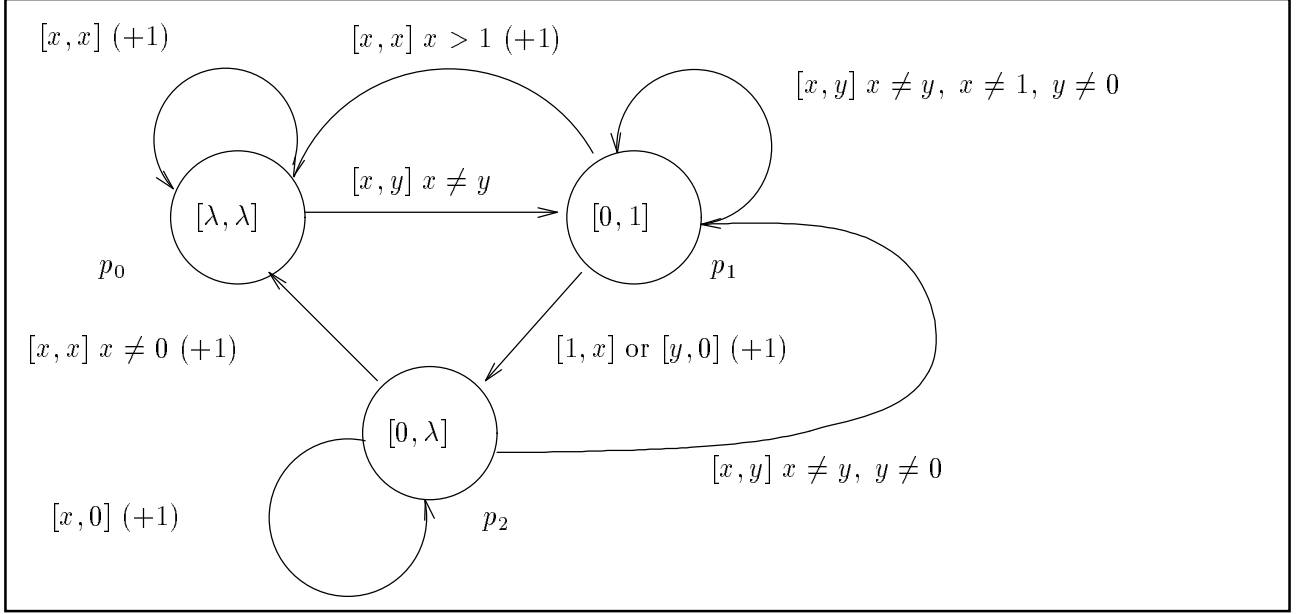 [x, x] (+1)
[x, x] x > 1 (+1)
[x, y] x ≠ y, x ≠ 1, y ≠ 0
[x, y] x ≠ y
[λ, λ]
[0, 1]
p₀
p₁
[x, x] x ≠ 0 (+1)
[1, x] or [y, 0] (+1)
[0, λ]
[x, y] x ≠ y, y ≠ 0
[x, 0] (+1)
p₂